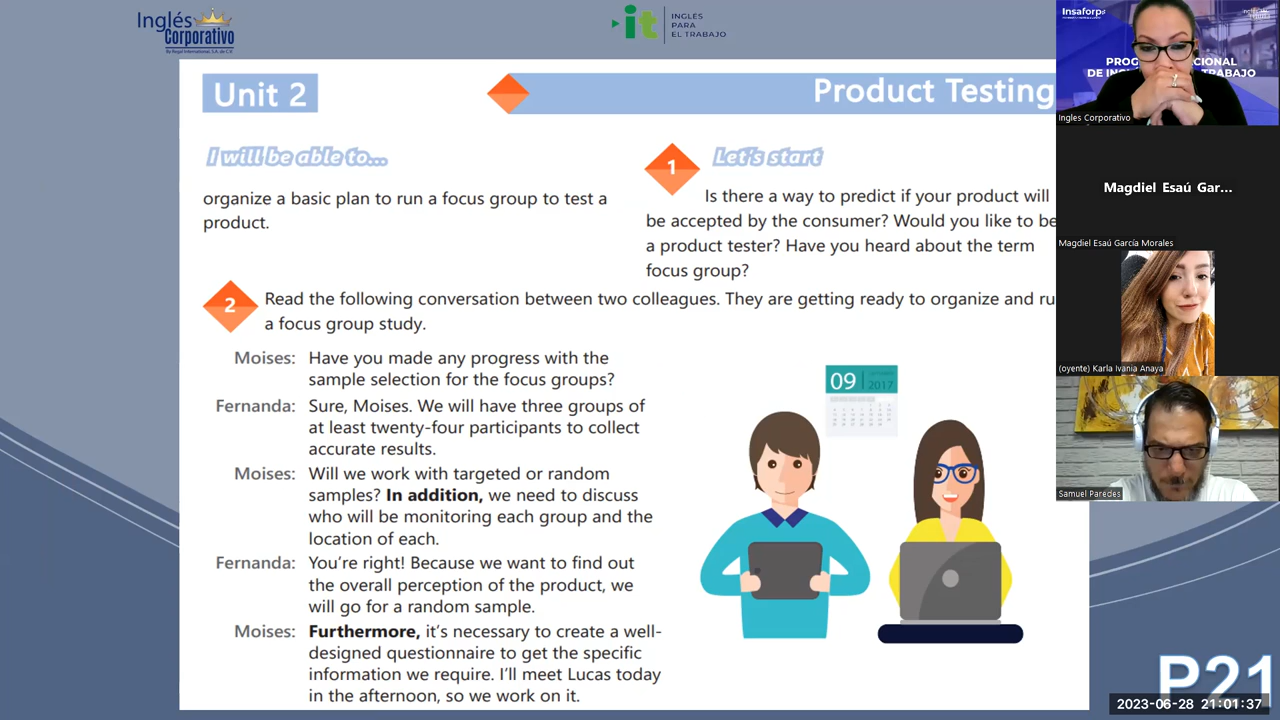 Inglés
Corporativo
By Regal International, S.A. de C.V.
it
INGLÉS
PARA
EL TRABAJO
Unit 2
Product Testing
I will be able to...
organize a basic plan to run a focus group to test a
product.
1
Let's start
Is there a way to predict if your product will
be accepted by the consumer? Would you like to be
a product tester? Have you heard about the term
focus group?
2
Read the following conversation between two colleagues. They are getting ready to organize and ru
a focus group study.
Moises: Have you made any progress with the
sample selection for the focus groups?
Fernanda: Sure, Moises. We will have three groups of
at least twenty-four participants to collect
accurate results.
Moises: Will we work with targeted or random
samples? In addition, we need to discuss
who will be monitoring each group and the
location of each.
Fernanda: You're right! Because we want to find out
the overall perception of the product, we
will go for a random sample.
Moises: Furthermore, it's necessary to create a well-
designed questionnaire to get the specific
information we require. I'll meet Lucas today
in the afternoon, so we work on it.
09
2017
P21
2023-06-28 21:01:37
Insaforp
Ingles Corporativo
Magdiel Esaú Gar...
Magdiel Esaú García Morales
(oyente) Karla Ivania Anaya
Samuel Paredes